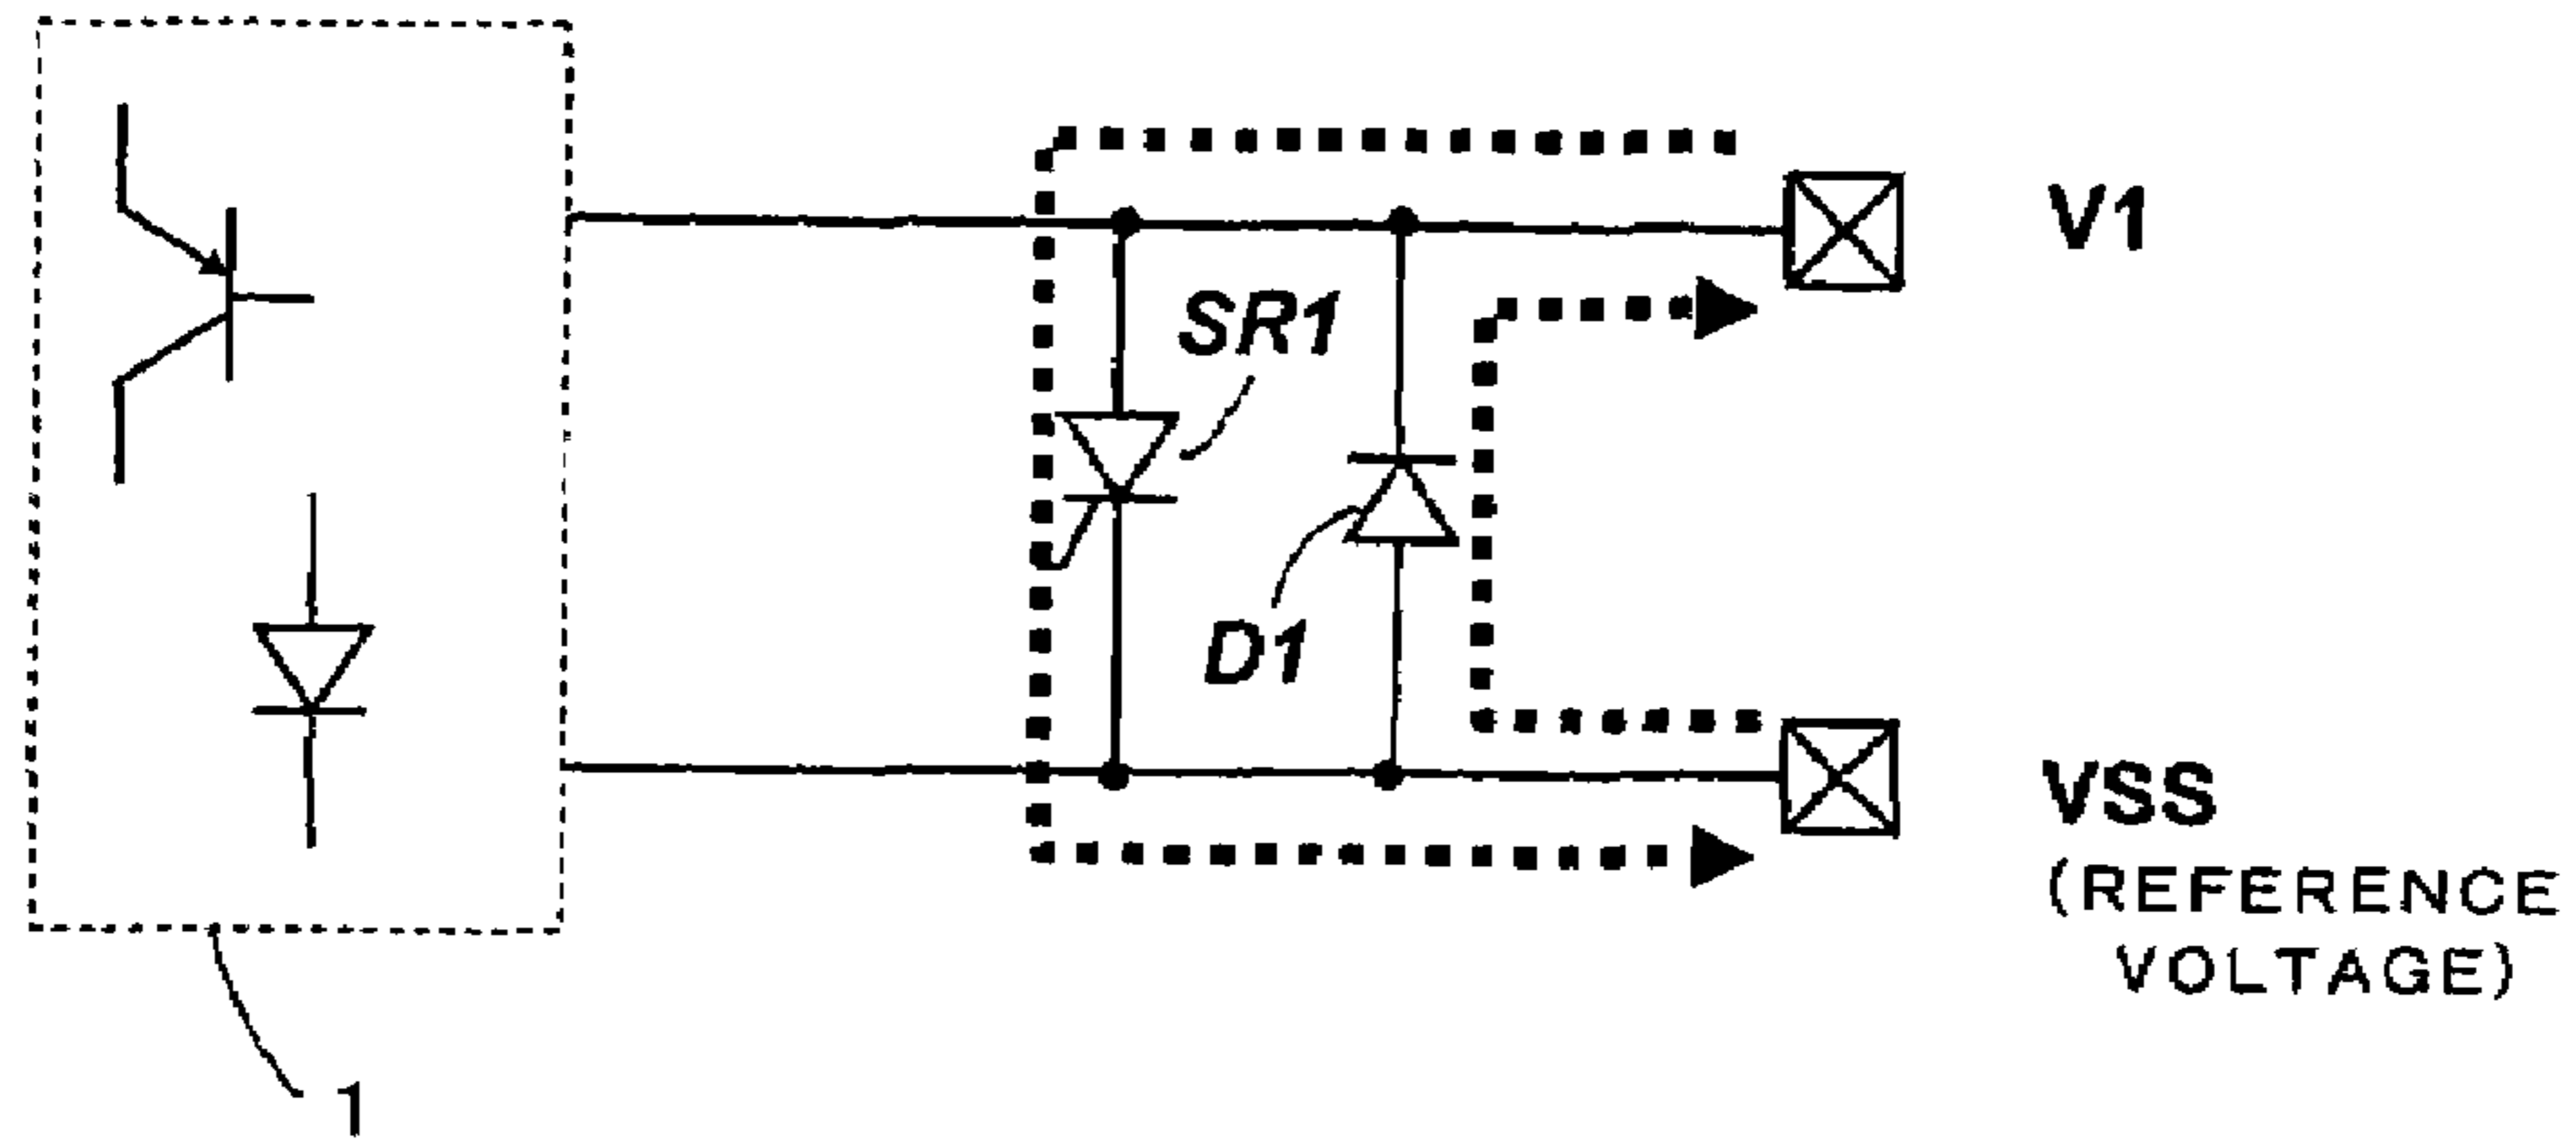 V1
SR1
D1
VSS
(REFERENCE
VOLTAGE)
1